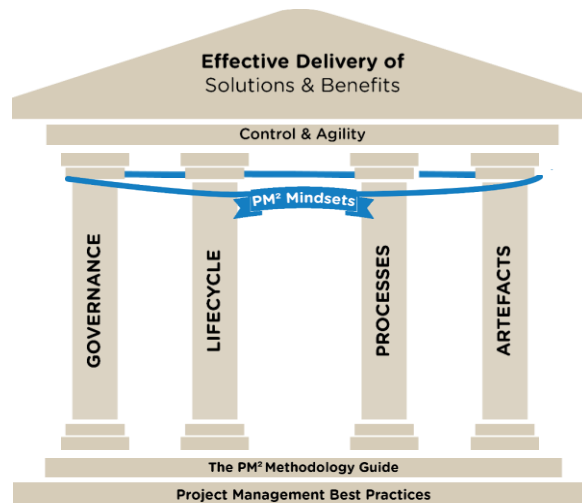 Effective Delivery of
Solutions & Benefits
Control & Agility
PM² Mindsets
GOVERNANCE
LIFECYCLE
PROCESSES
ARTEFACTS
The PM² Methodology Guide
Project Management Best Practices